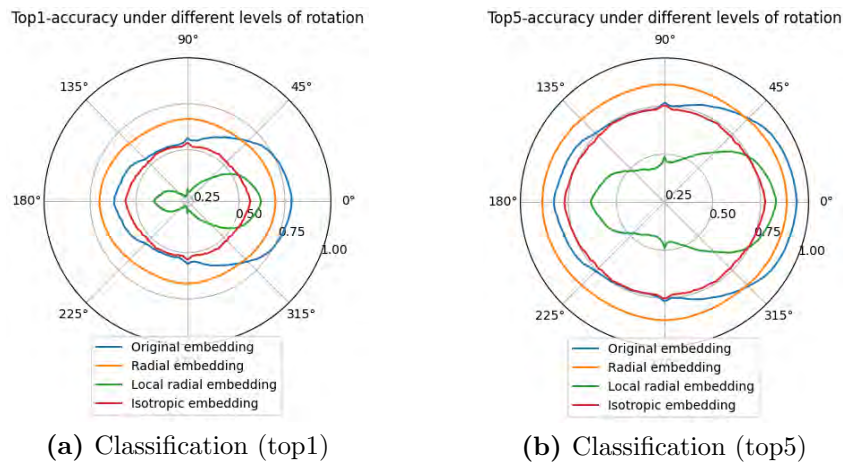 Top1-accuracy under different levels of rotation
90°
135°
45°
180°
0°
0.25
0.50
0.75
1.00
225°
315°
Original embedding
Radial embedding
Local radial embedding
Isotropic embedding
(a) Classification (top1)
Top5-accuracy under different levels of rotation
90°
135°
45°
180°
0°
0.25
0.50
0.75
1.00
225°
315°
Original embedding
Radial embedding
Local radial embedding
Isotropic embedding
(b) Classification (top5)